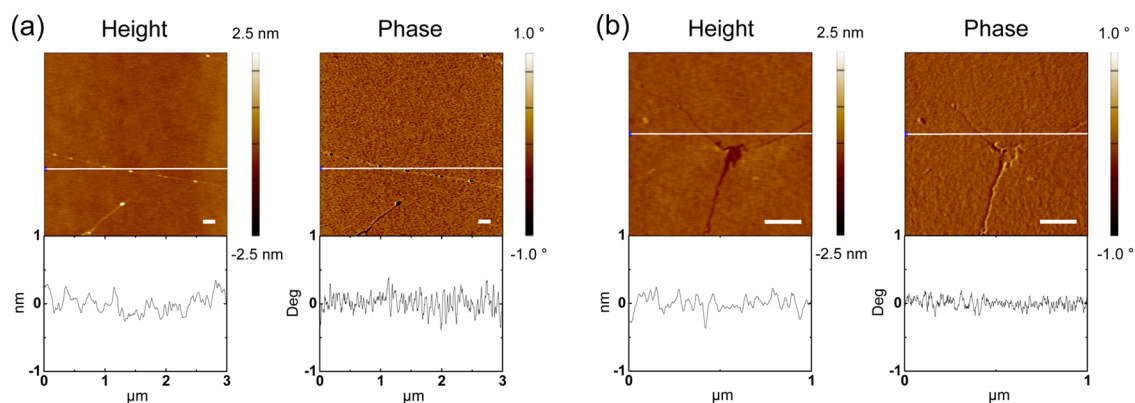 (a)
Height
2.5 nm
-2.5 nm
1
0
-1
nm
0 1 2 3
µm
Phase
1.0 °
-1.0 °
1
0
-1
Deg
0 1 2 3
µm
(b)
Height
2.5 nm
-2.5 nm
1
0
-1
nm
0 1
µm
Phase
1.0 °
-1.0 °
1
0
-1
Deg
0 1
µm